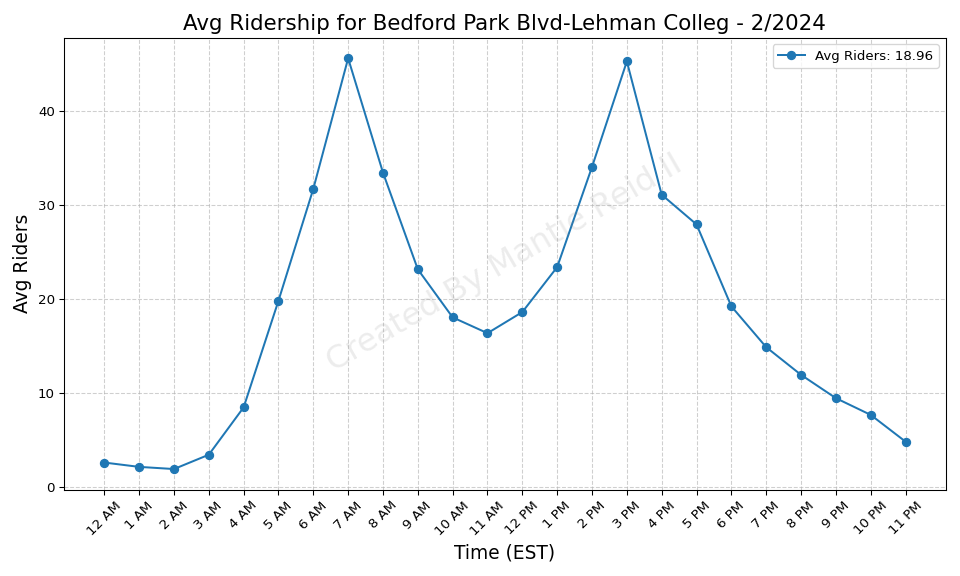 Avg Ridership for Bedford Park Blvd-Lehman Colleg - 2/2024
Avg Riders: 18.96
Avg Riders
40
30
20
10
0
Created By Mantie Reid II
12 AM
1 AM
2 AM
3 AM
4 AM
5 AM
6 AM
7 AM
8 AM
9 AM
10 AM
11 AM
12 PM
1 PM
2 PM
3 PM
4 PM
5 PM
6 PM
7 PM
8 PM
9 PM
10 PM
11 PM
Time (EST)